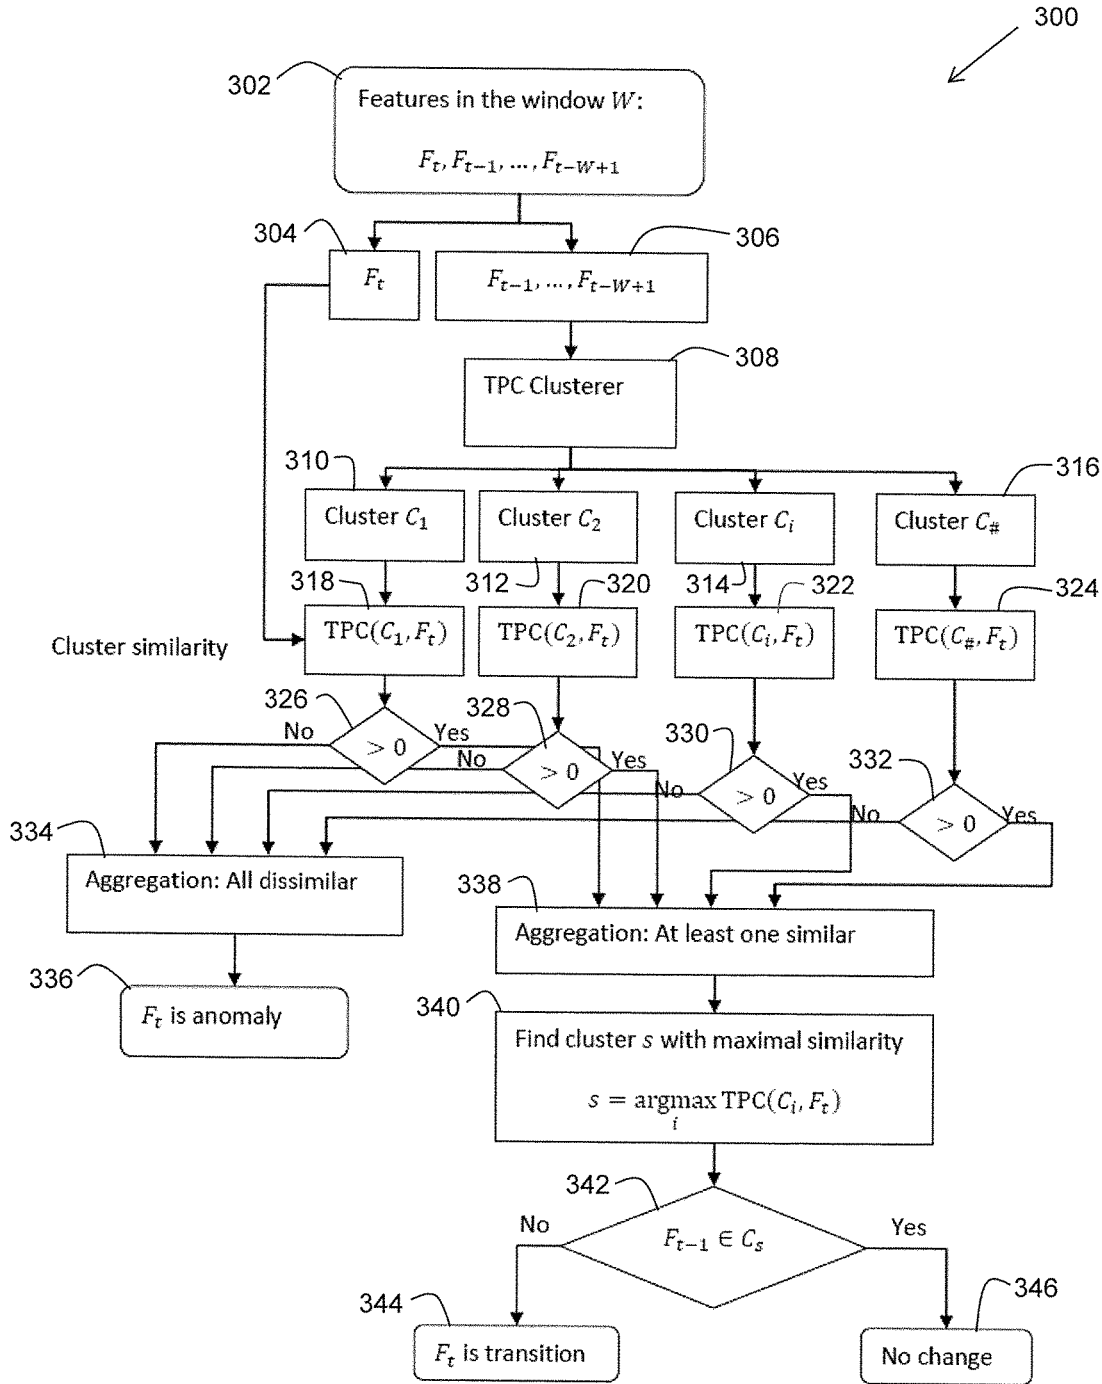 300
302
Features in the window W:
F_t, F_{t-1}, ..., F_{t-W+1}
304
306
F_t
F_{t-1}, ..., F_{t-W+1}
308
TPC Clusterer
310
316
Cluster C_1
Cluster C_2
Cluster C_i
Cluster C_#
318
312
320
314
322
324
TPC(C_1, F_t)
TPC(C_2, F_t)
TPC(C_i, F_t)
TPC(C_#, F_t)
Cluster similarity
326
328
330
332
No
> 0
Yes
No
> 0
Yes
No
> 0
Yes
No
> 0
Yes
334
Aggregation: All dissimilar
338
Aggregation: At least one similar
336
F_t is anomaly
340
Find cluster s with maximal similarity
s = argmax TPC(C_i, F_t)
i
342
No
F_{t-1} ∈ C_s
Yes
344
346
F_t is transition
No change